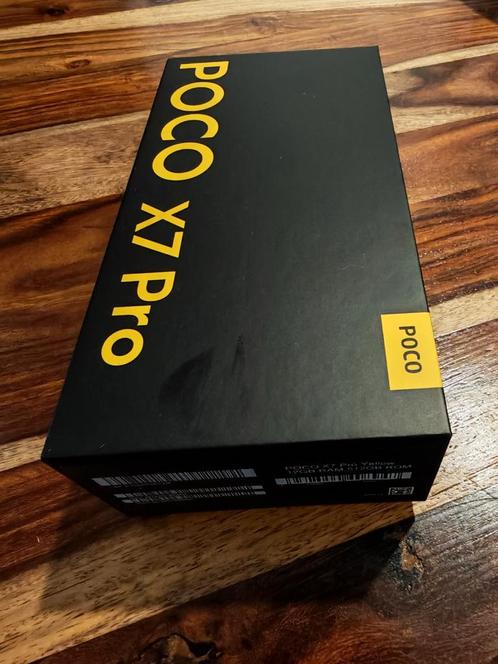 POCO X7 Pro
POCO
POCO X7 Pro Yellow
12GB RAM 512GB ROM